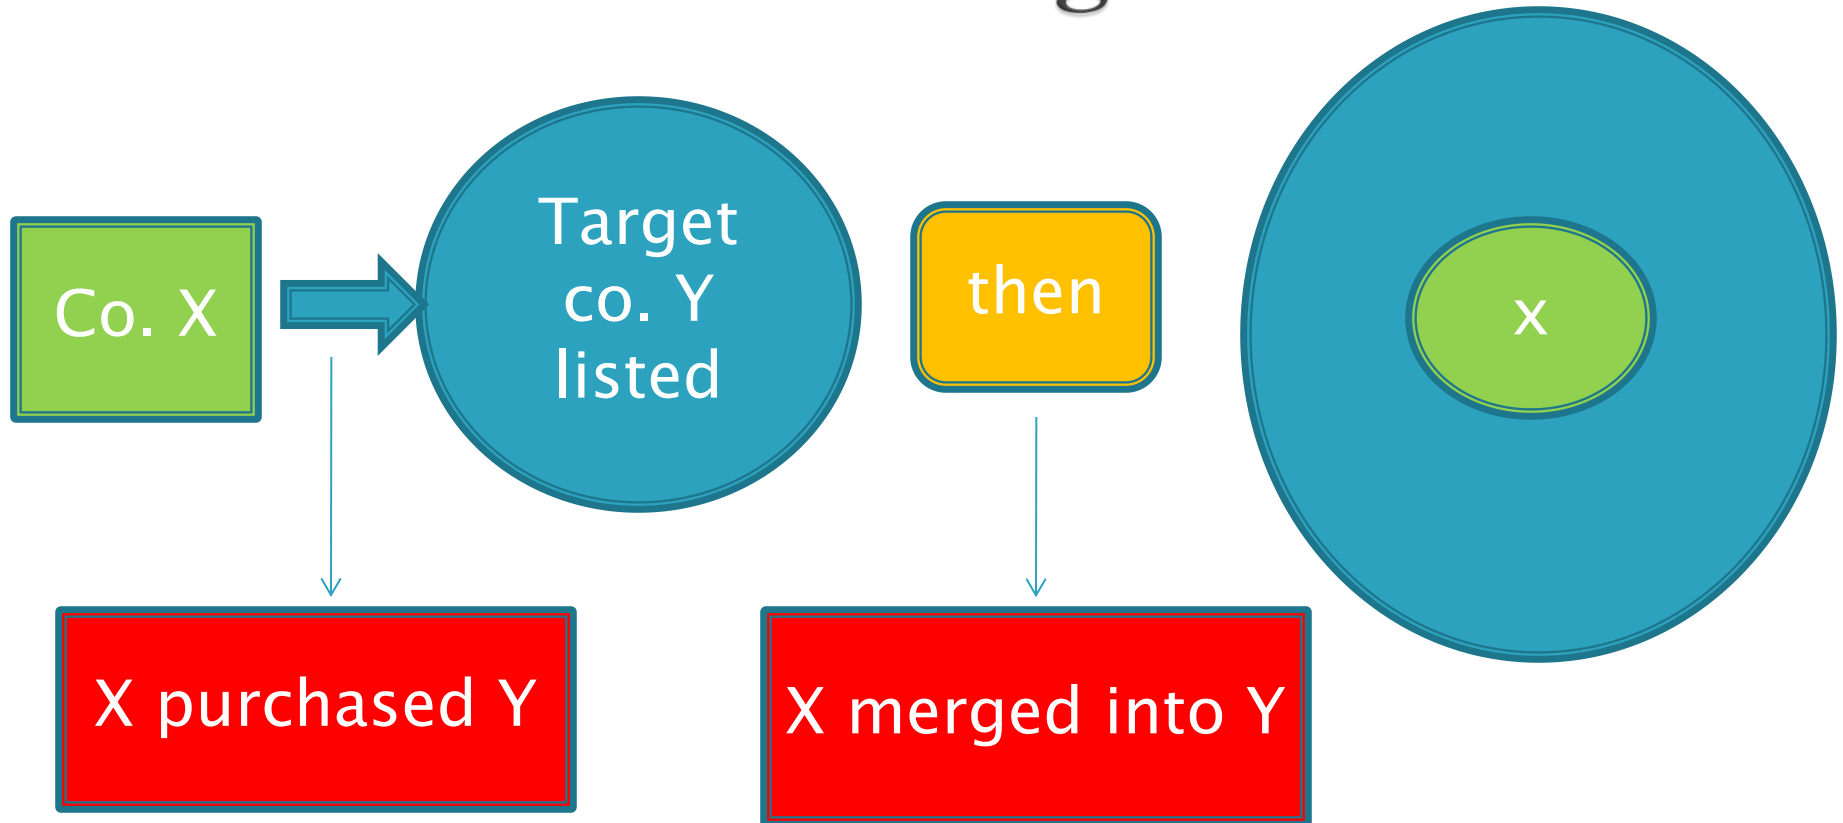 Co. X
Target
co. Y
listed
then
x
X purchased Y
X merged into Y